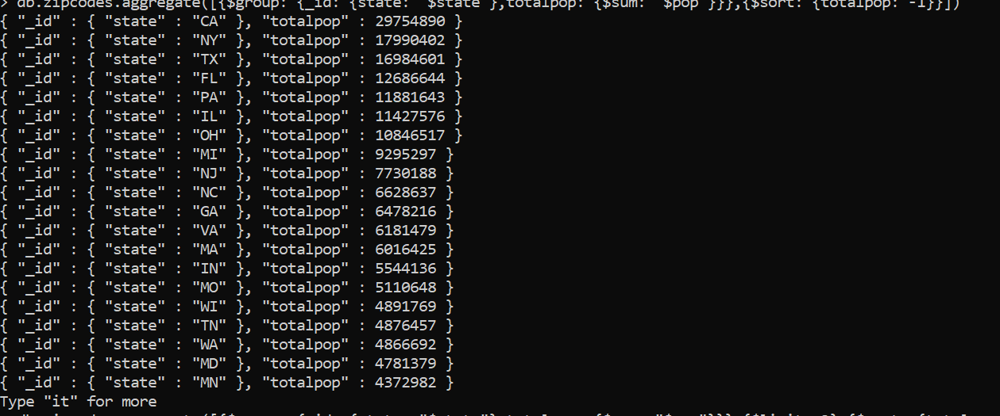 > db.zipcodes.aggregate([{$group: {_id: {state: "$state"},totalpop: {$sum: "$pop"}}},{$sort: {totalpop: -1}}])
{ "_id" : { "state" : "CA" }, "totalpop" : 29754890 }
{ "_id" : { "state" : "NY" }, "totalpop" : 17990402 }
{ "_id" : { "state" : "TX" }, "totalpop" : 16984601 }
{ "_id" : { "state" : "FL" }, "totalpop" : 12686644 }
{ "_id" : { "state" : "PA" }, "totalpop" : 11881643 }
{ "_id" : { "state" : "IL" }, "totalpop" : 11427576 }
{ "_id" : { "state" : "OH" }, "totalpop" : 10846517 }
{ "_id" : { "state" : "MI" }, "totalpop" : 9295297 }
{ "_id" : { "state" : "NJ" }, "totalpop" : 7730188 }
{ "_id" : { "state" : "NC" }, "totalpop" : 6628637 }
{ "_id" : { "state" : "GA" }, "totalpop" : 6478216 }
{ "_id" : { "state" : "VA" }, "totalpop" : 6181479 }
{ "_id" : { "state" : "MA" }, "totalpop" : 6016425 }
{ "_id" : { "state" : "IN" }, "totalpop" : 5544136 }
{ "_id" : { "state" : "MO" }, "totalpop" : 5110648 }
{ "_id" : { "state" : "WI" }, "totalpop" : 4891769 }
{ "_id" : { "state" : "TN" }, "totalpop" : 4876457 }
{ "_id" : { "state" : "WA" }, "totalpop" : 4866692 }
{ "_id" : { "state" : "MD" }, "totalpop" : 4781379 }
{ "_id" : { "state" : "MN" }, "totalpop" : 4372982 }
Type "it" for more